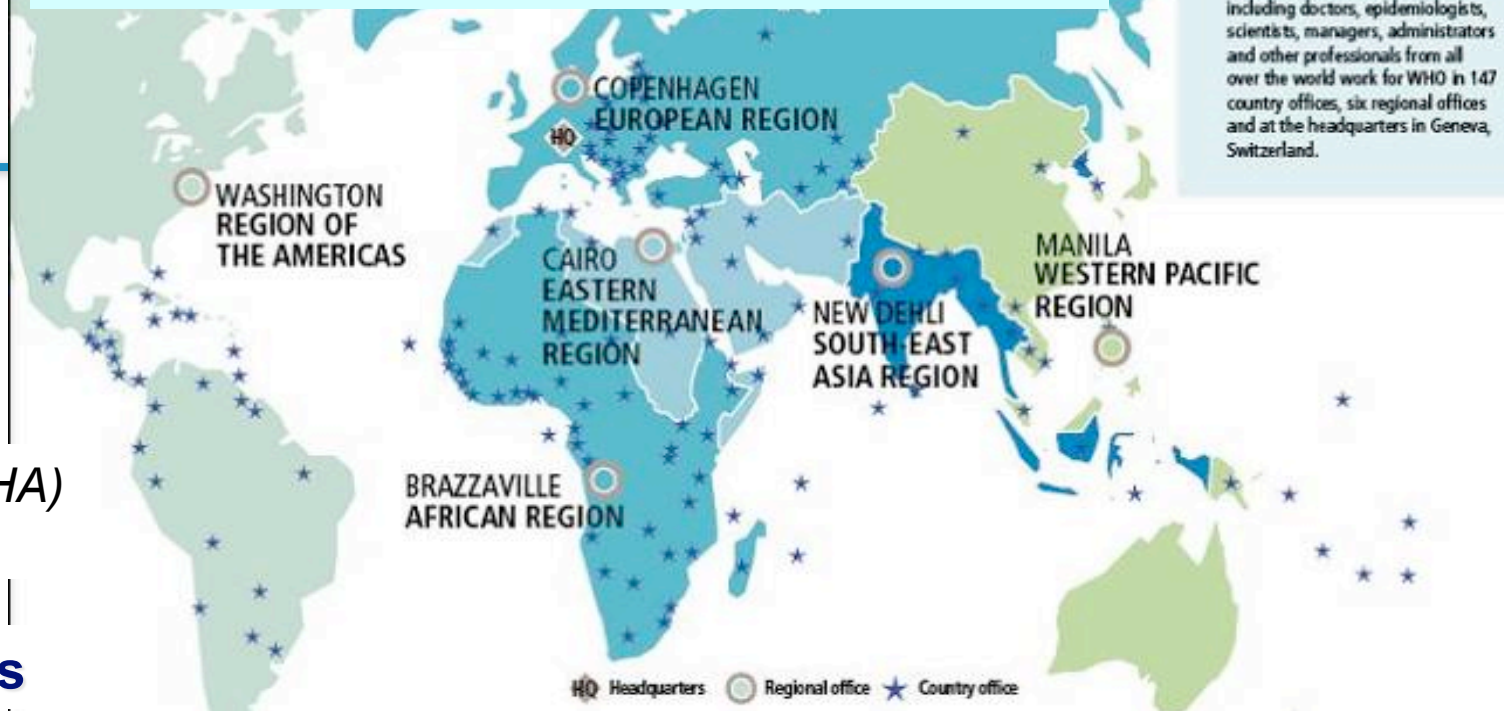 including doctors, epidemiologists,
scientists, managers, administrators
and other professionals from all
over the world work for WHO in 147
country offices, six regional offices
and at the headquarters in Geneva,
Switzerland.
COPENHAGEN
EUROPEAN REGION
HQ
WASHINGTON
REGION OF
THE AMERICAS
CAIRO
EASTERN
MEDITERRANEAN
REGION
MANILA
WESTERN PACIFIC
REGION
NEW DEHLI
SOUTH-EAST
ASIA REGION
HA)
BRAZZAVILLE
AFRICAN REGION
s
HQ Headquarters Regional office Country office